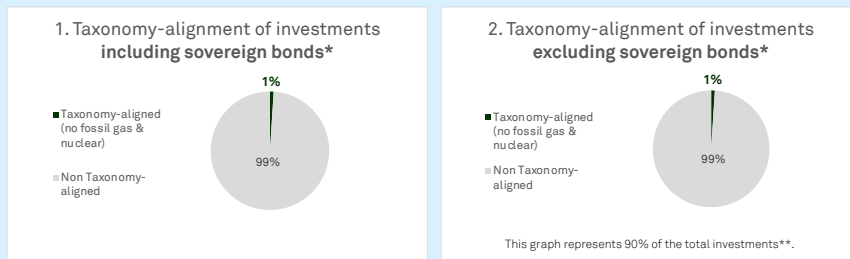 1. Taxonomy-alignment of investments
including sovereign bonds*
1%
Taxonomy-aligned
(no fossil gas &
nuclear)
99%
Non Taxonomy-
aligned
2. Taxonomy-alignment of investments
excluding sovereign bonds*
1%
Taxonomy-aligned
(no fossil gas &
nuclear)
99%
Non Taxonomy-
aligned
This graph represents 90% of the total investments**.